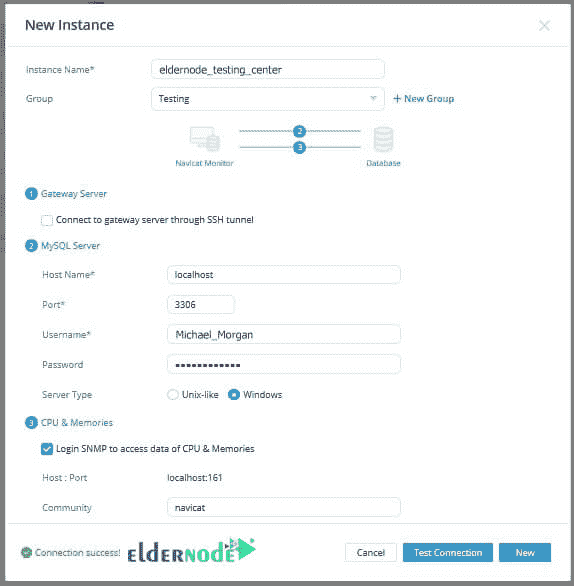 New Instance
Instance Name* eldernode_testing_center
Group Testing + New Group
2
3
Navicat Monitor Database
1 Gateway Server
Connect to gateway server through SSH tunnel
2 MySQL Server
Host Name* localhost
Port* 3306
Username* Michael_Morgan
Password ••••••••••••
Server Type Unix-like Windows
3 CPU & Memories
Login SNMP to access data of CPU & Memories
Host : Port localhost:161
Community navicat
Connection success! ELDERNODE Cancel Test Connection New